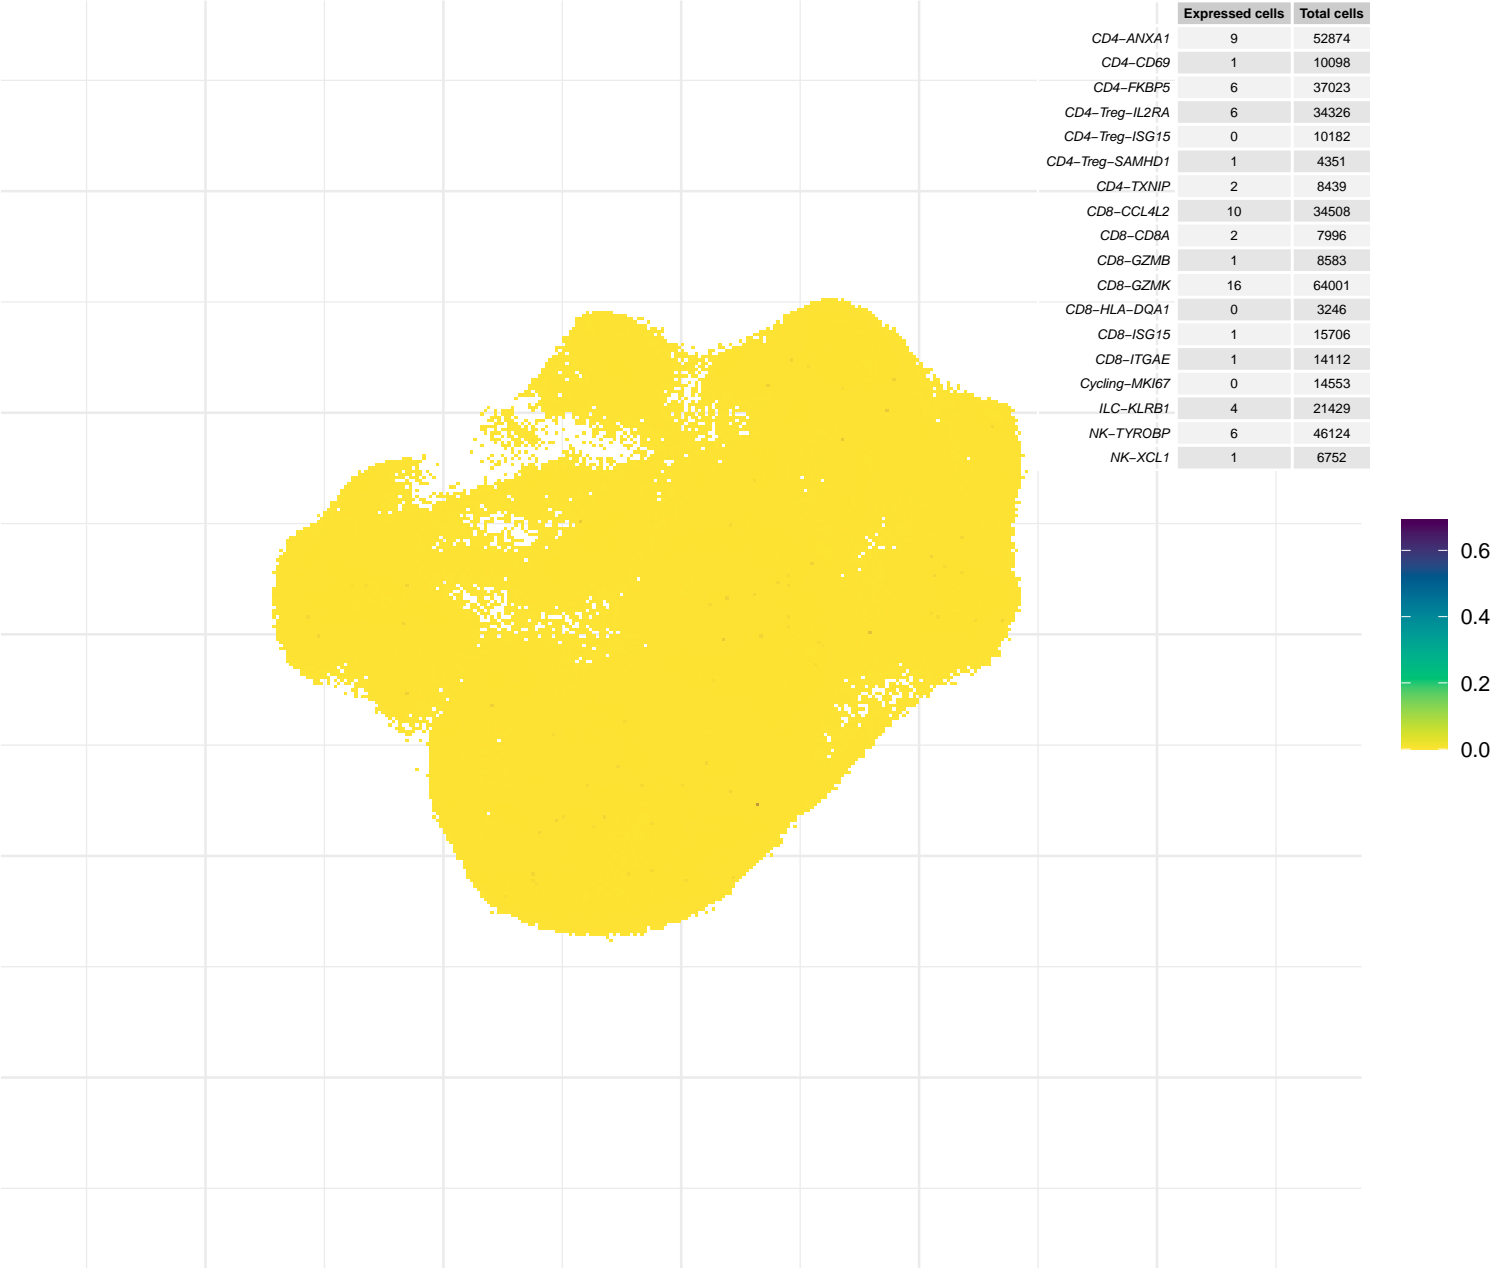 Expressed cells Total cells
CD4−ANXA1 9 52874
CD4−CD69 1 10098
CD4−FKBP5 6 37023
CD4−Treg−IL2RA 6 34326
CD4−Treg−ISG15 0 10182
CD4−Treg−SAMHD1 1 4351
CD4−TXNIP 2 8439
CD8−CCL4L2 10 34508
CD8−CD8A 2 7996
CD8−GZMB 1 8583
CD8−GZMK 16 64001
CD8−HLA−DQA1 0 3246
CD8−ISG15 1 15706
CD8−ITGAE 1 14112
Cycling−MKI67 0 14553
ILC−KLRB1 4 21429
NK−TYROBP 6 46124
NK−XCL1 1 6752
0.6
0.4
0.2
0.0